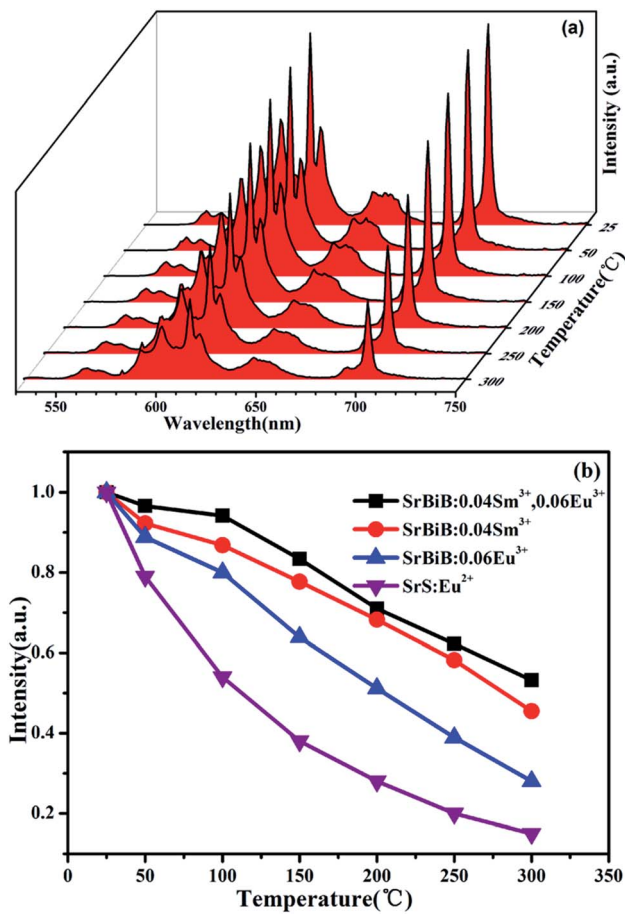 (a)
Intensity (a.u.)
25
50
100
150
200
250
300
Temperature(℃)
550 600 650 700 750
Wavelength(nm)
(b)
SrBiB:0.04Sm³⁺,0.06Eu³⁺
SrBiB:0.04Sm³⁺
SrBiB:0.06Eu³⁺
SrS:Eu²⁺
1.0
0.8
0.6
0.4
0.2
Intensity(a.u.)
0 50 100 150 200 250 300 350
Temperature(℃)